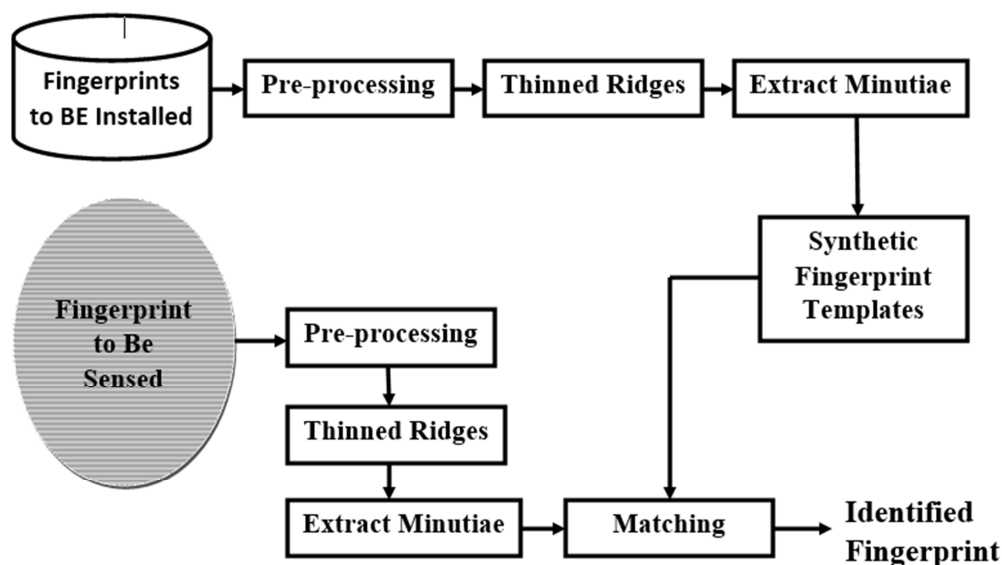 Fingerprints
to BE Installed
Pre-processing
Thinned Ridges
Extract Minutiae
Synthetic
Fingerprint
Templates
Fingerprint
to Be
Sensed
Pre-processing
Thinned Ridges
Extract Minutiae
Matching
Identified
Fingerprint